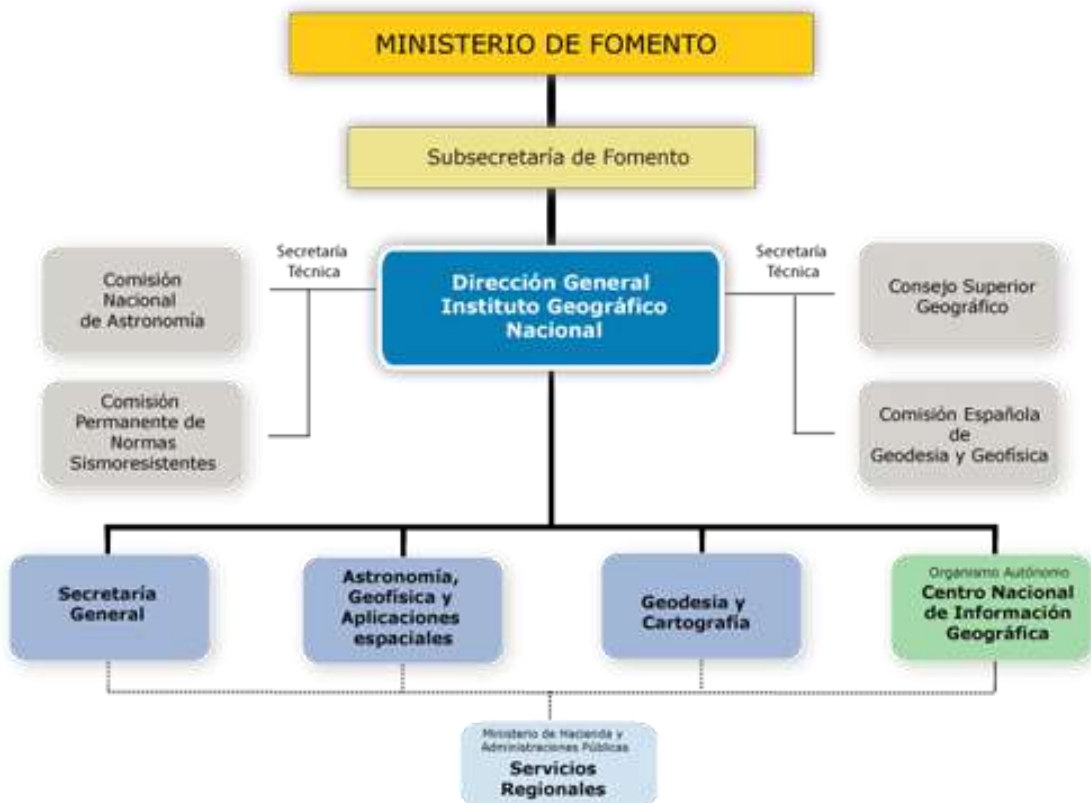 MINISTERIO DE FOMENTO
Subsecretaría de Fomento
Secretaría
Técnica
Secretaría
Técnica
Comisión
Nacional
de Astronomía
Dirección General
Instituto Geográfico
Nacional
Consejo Superior
Geográfico
Comisión
Permanente de
Normas
Sismoresistentes
Comisión Española
de
Geodesia y Geofísica
Secretaría
General
Astronomía,
Geofísica y
Aplicaciones
espaciales
Geodesia y
Cartografía
Organismo Autónomo
Centro Nacional
de Información
Geográfica
Ministerio de Hacienda y
Administraciones Públicas
Servicios
Regionales